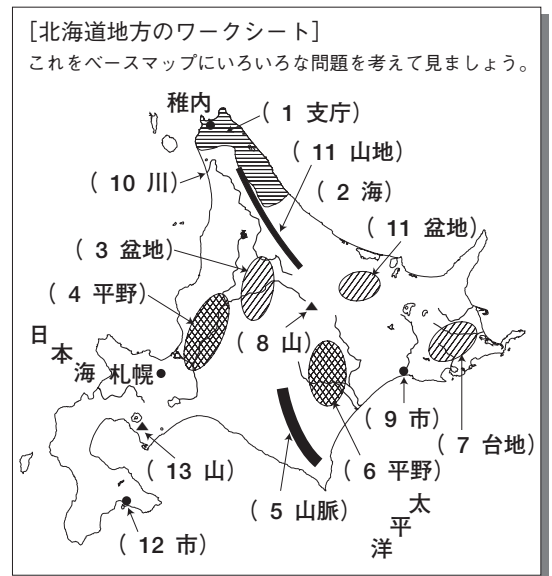 [北海道地方のワークシート]
これをベースマップにいろいろな問題を考えて見ましょう。
稚内
( 1 支庁)
( 11 山地)
( 10 川)
( 2 海)
( 11 盆地)
( 3 盆地)
( 4 平野)
日本海
( 8 山)
札幌
( 9 市)
( 7 台地)
( 13 山)
( 6 平野)
( 5 山脈)
太平洋
( 12 市)